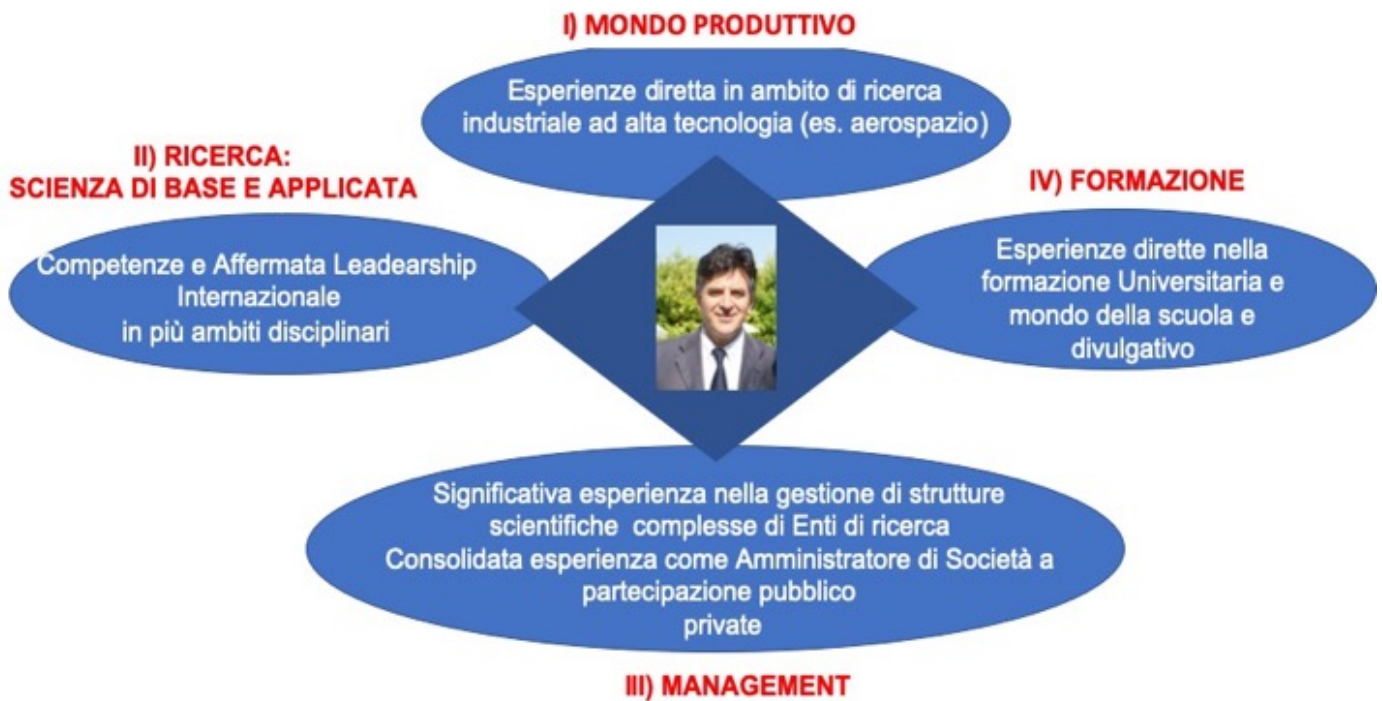 I) MONDO PRODUTTIVO
Esperienze diretta in ambito di ricerca
industriale ad alta tecnologia (es. aerospazio)
II) RICERCA:
SCIENZA DI BASE E APPLICATA
Competenze e Affermata Leadearship
Internazionale
in più ambiti disciplinari
IV) FORMAZIONE
Esperienze dirette nella
formazione Universitaria e
mondo della scuola e
divulgativo
Significativa esperienza nella gestione di strutture
scientifiche complesse di Enti di ricerca
Consolidata esperienza come Amministratore di Società a
partecipazione pubblico
private
III) MANAGEMENT